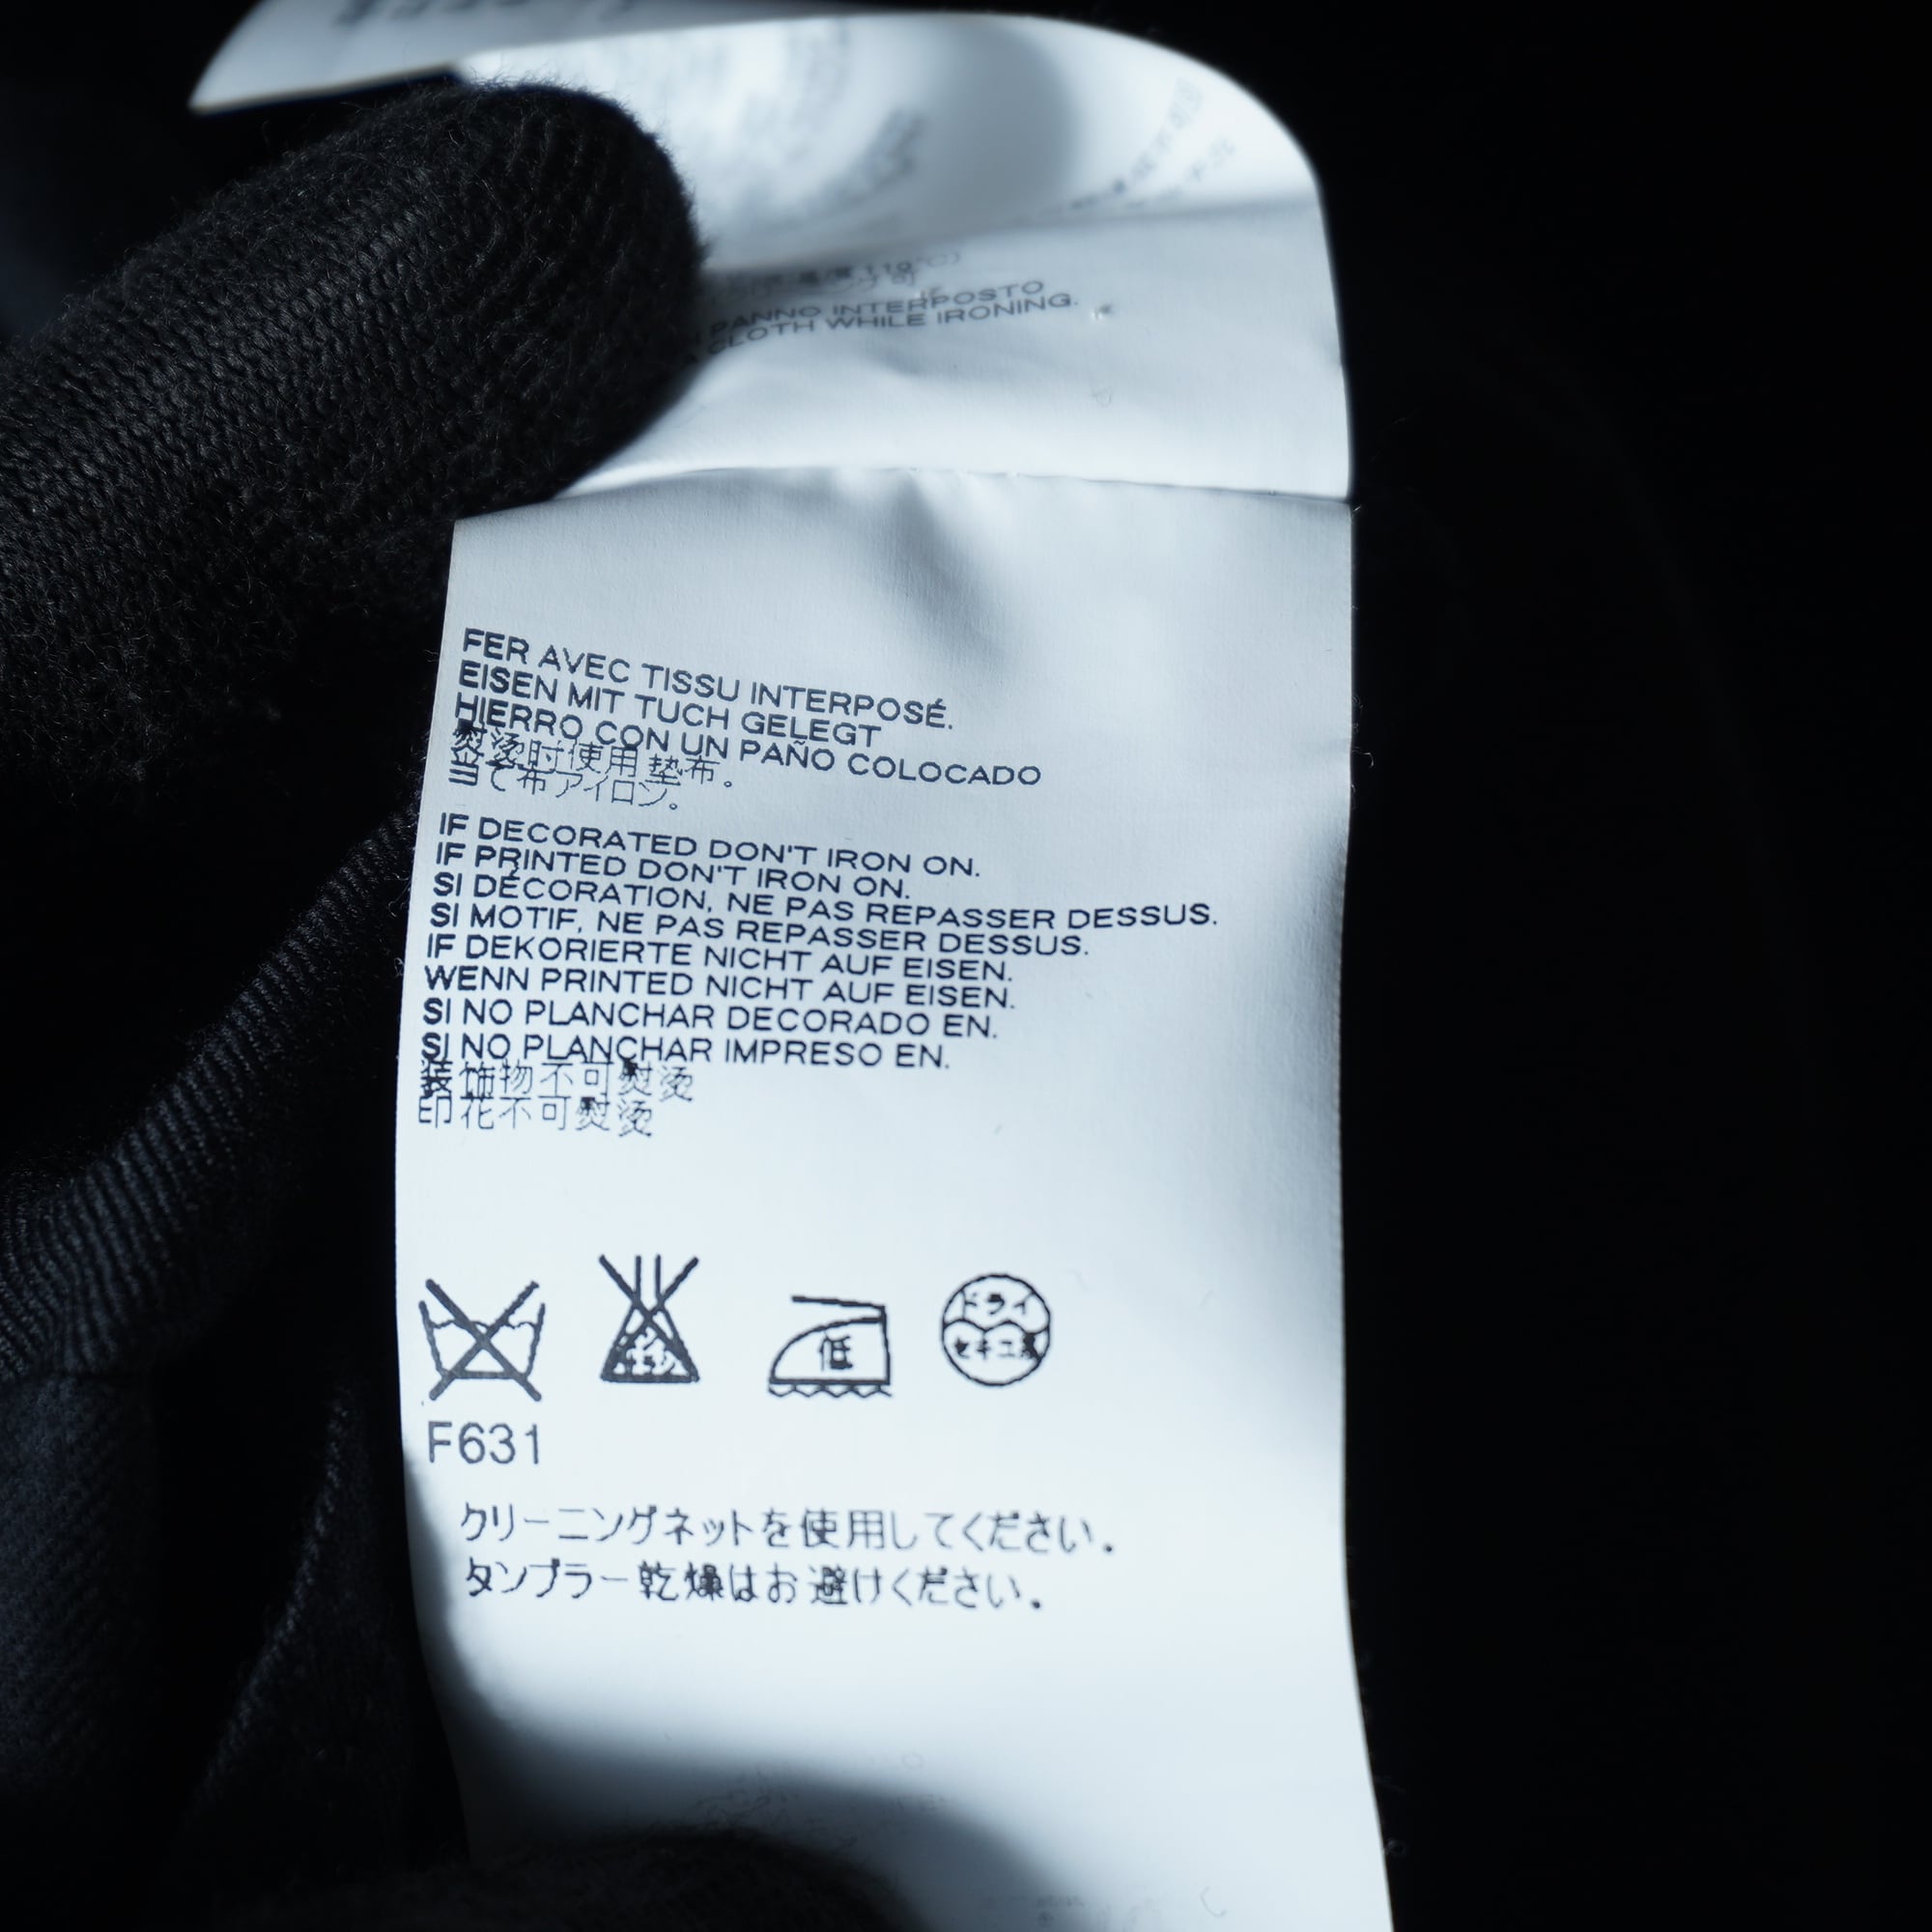 110°C)
PANNO INTERPOSTO
CLOTH WHILE IRONING.
FER AVEC TISSU INTERPOSÉ.
EISEN MIT TUCH GELEGT
HIERRO CON UN PAÑO COLOCADO
熨烫时使用垫布。
当て布アイロン。
IF DECORATED DON'T IRON ON.
IF PRINTED DON'T IRON ON.
SI DÉCORATION, NE PAS REPASSER DESSUS.
SI MOTIF, NE PAS REPASSER DESSUS.
IF DEKORIERTE NICHT AUF EISEN.
WENN PRINTED NICHT AUF EISEN.
SI NO PLANCHAR DECORADO EN.
SI NO PLANCHAR IMPRESO EN.
装饰物不可熨烫
印花不可熨烫
低
ドライ
セキユ系
F631
クリーニングネットを使用してください。
タンブラー乾燥はお避けください。